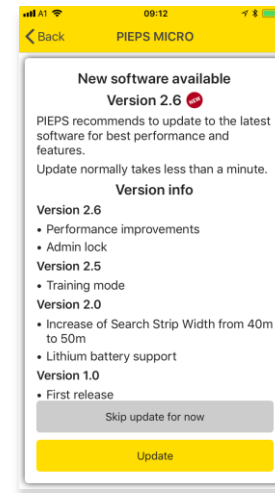 A1 09:12
Back PIEPS MICRO
New software available
Version 2.6 NEW
PIEPS recommends to update to the latest
software for best performance and
features.
Update normally takes less than a minute.
Version info
Version 2.6
• Performance improvements
• Admin lock
Version 2.5
• Training mode
Version 2.0
• Increase of Search Strip Width from 40m
to 50m
• Lithium battery support
Version 1.0
• First release
Skip update for now
Update